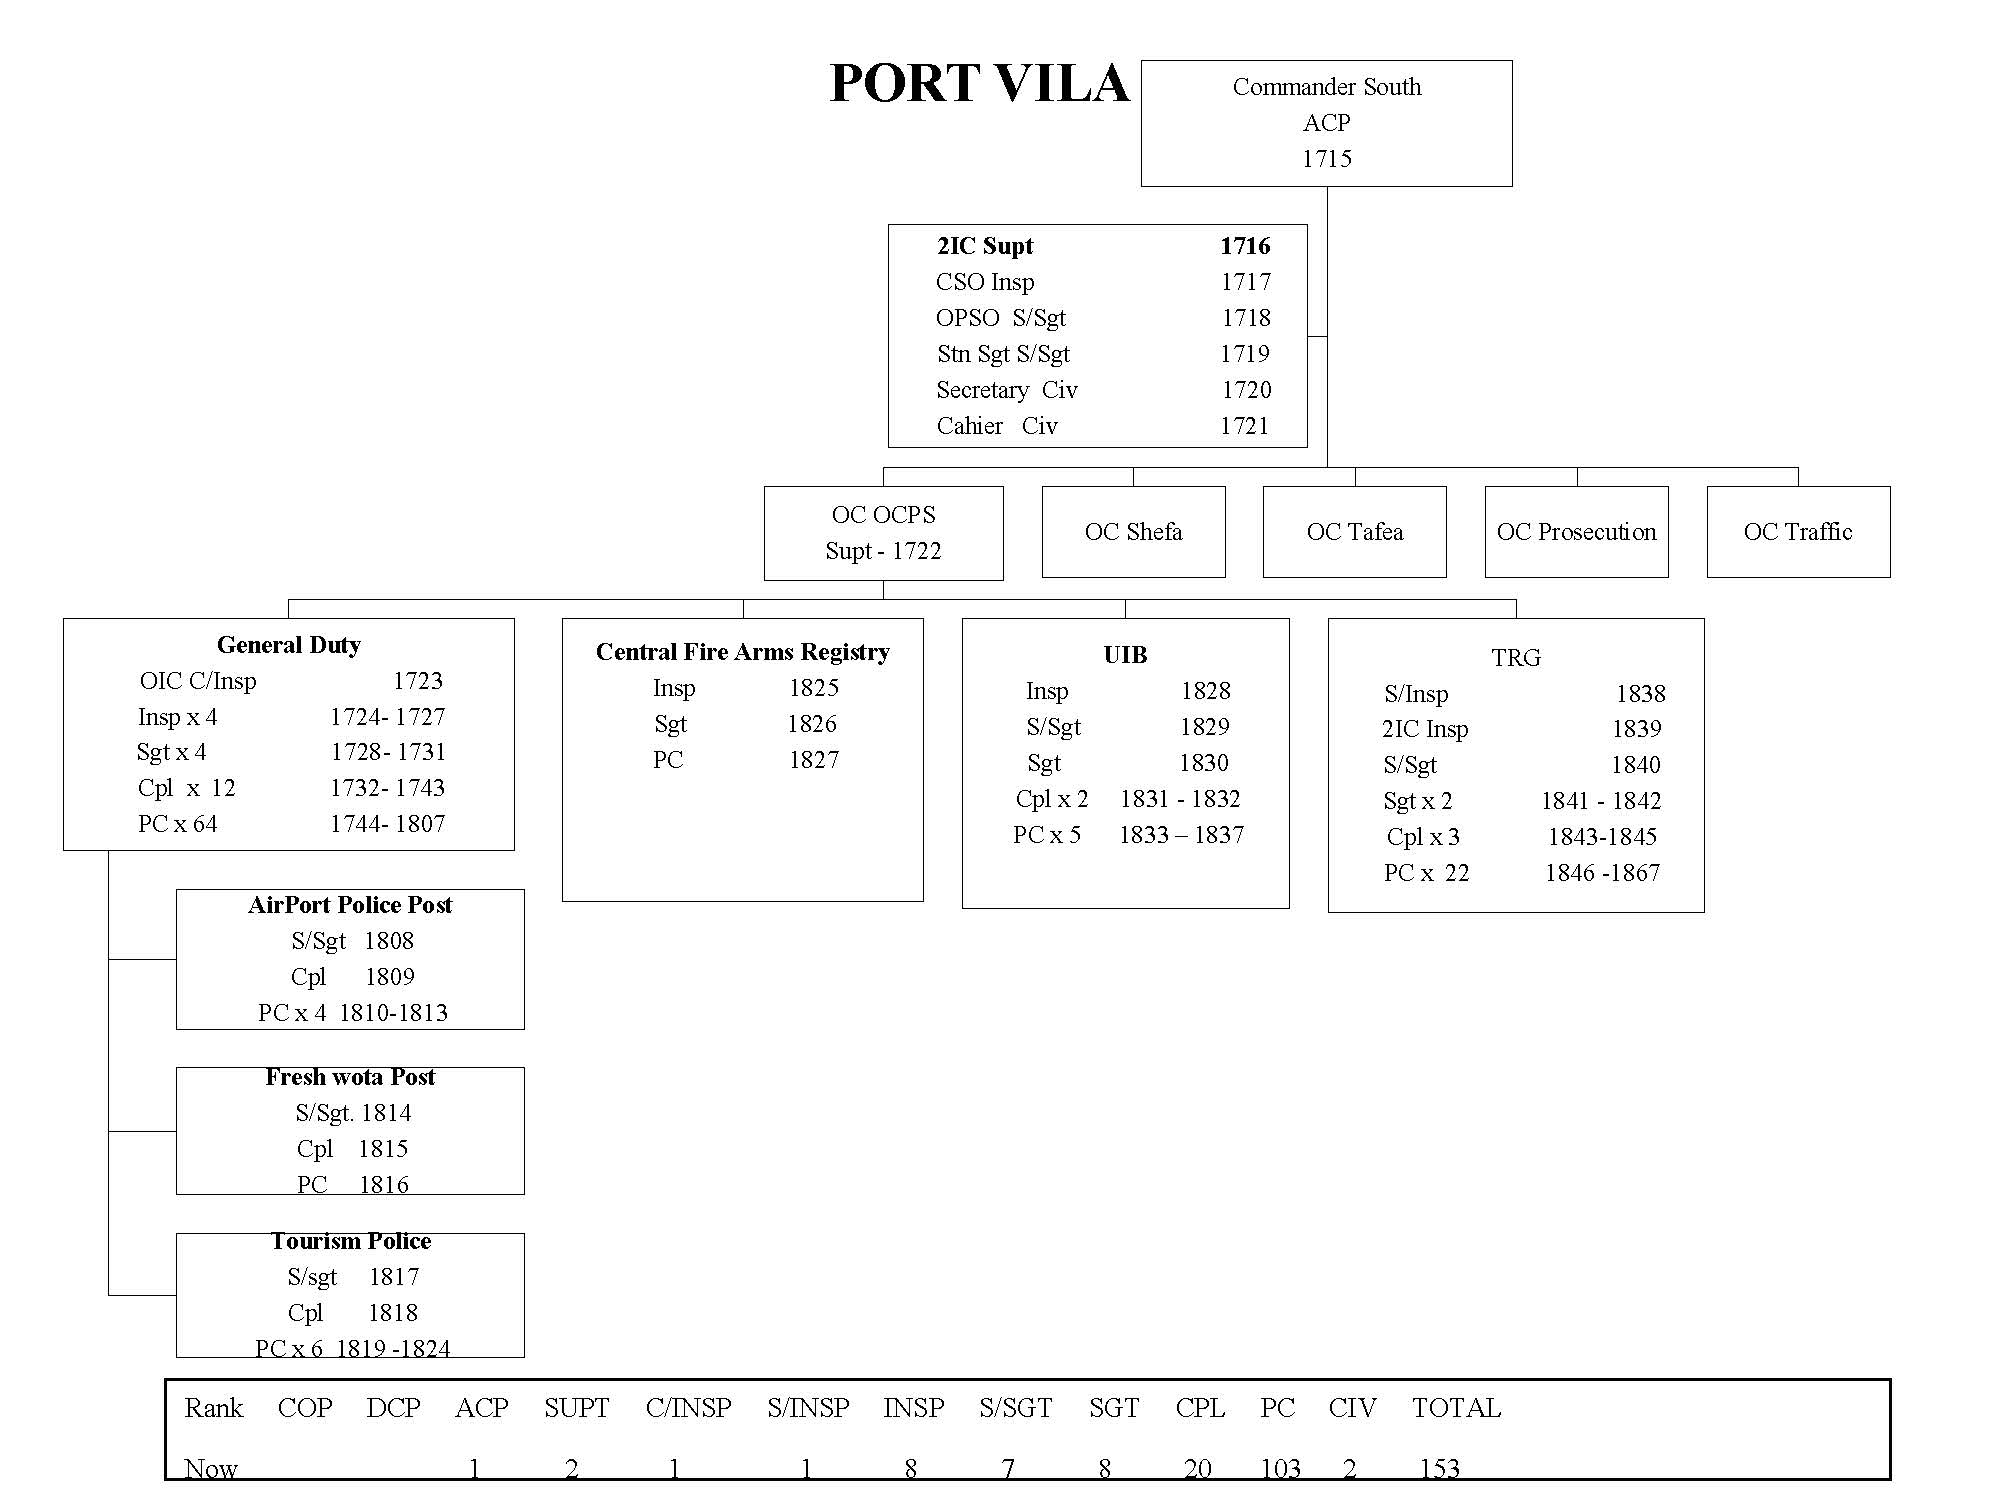 PORT VILA
Commander South
ACP
1715
2IC Supt 1716
CSO Insp 1717
OPSO S/Sgt 1718
Stn Sgt S/Sgt 1719
Secretary Civ 1720
Cahier Civ 1721
OC OCPS
Supt - 1722
OC Shefa
OC Tafea
OC Prosecution
OC Traffic
General Duty
OIC C/Insp 1723
Insp x 4 1724- 1727
Sgt x 4 1728- 1731
Cpl x 12 1732- 1743
PC x 64 1744- 1807
Central Fire Arms Registry
Insp 1825
Sgt 1826
PC 1827
UIB
Insp 1828
S/Sgt 1829
Sgt 1830
Cpl x 2 1831 - 1832
PC x 5 1833 – 1837
TRG
S/Insp 1838
2IC Insp 1839
S/Sgt 1840
Sgt x 2 1841 - 1842
Cpl x 3 1843-1845
PC x 22 1846 -1867
AirPort Police Post
S/Sgt 1808
Cpl 1809
PC x 4 1810-1813
Fresh wota Post
S/Sgt. 1814
Cpl 1815
PC 1816
Tourism Police
S/sgt 1817
Cpl 1818
PC x 6 1819 -1824
Rank COP DCP ACP SUPT C/INSP S/INSP INSP S/SGT SGT CPL PC CIV TOTAL
Now 1 2 1 1 8 7 8 20 103 2 153